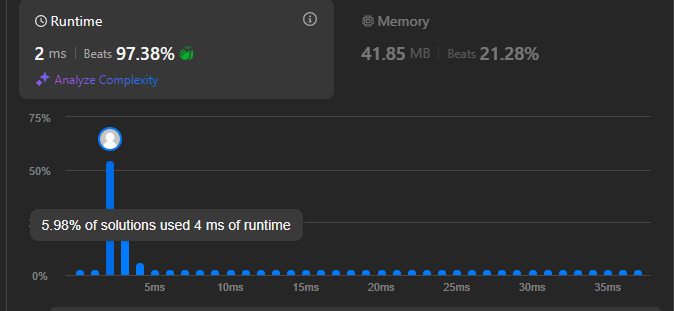 Runtime
2 ms | Beats 97.38%
Analyze Complexity
Memory
41.85 MB | Beats 21.28%
75%
50%
5.98% of solutions used 4 ms of runtime
0%
5ms 10ms 15ms 20ms 25ms 30ms 35ms